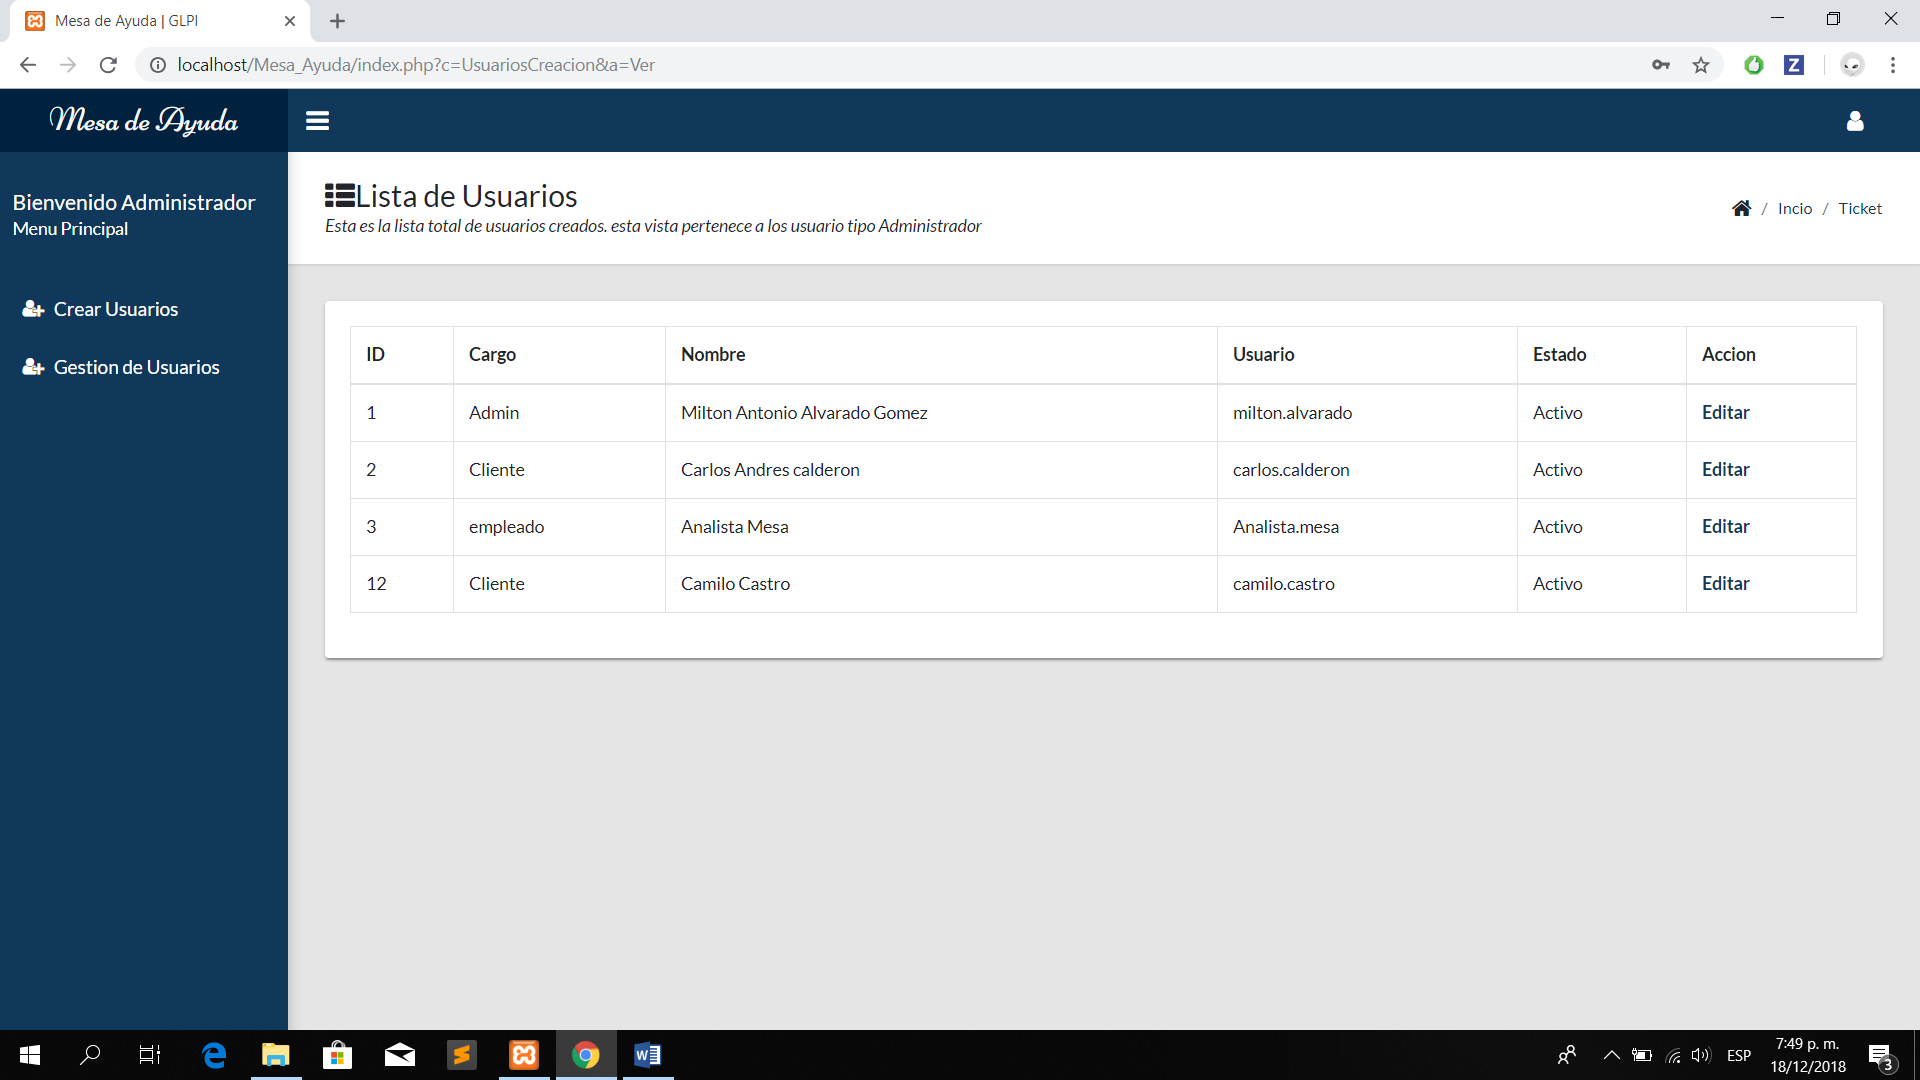 Mesa de Ayuda | GLPI
localhost/Mesa_Ayuda/index.php?c=UsuariosCreacion&a=Ver
Z
Mesa de Ayuda
Bienvenido Administrador
Menu Principal
Crear Usuarios
Gestion de Usuarios
Lista de Usuarios
Esta es la lista total de usuarios creados. esta vista pertenece a los usuario tipo Administrador
/ Incio / Ticket
ID Cargo Nombre Usuario Estado Accion
1 Admin Milton Antonio Alvarado Gomez milton.alvarado Activo Editar
2 Cliente Carlos Andres calderon carlos.calderon Activo Editar
3 empleado Analista Mesa Analista.mesa Activo Editar
12 Cliente Camilo Castro camilo.castro Activo Editar
ESP
7:49 p. m.
18/12/2018
3